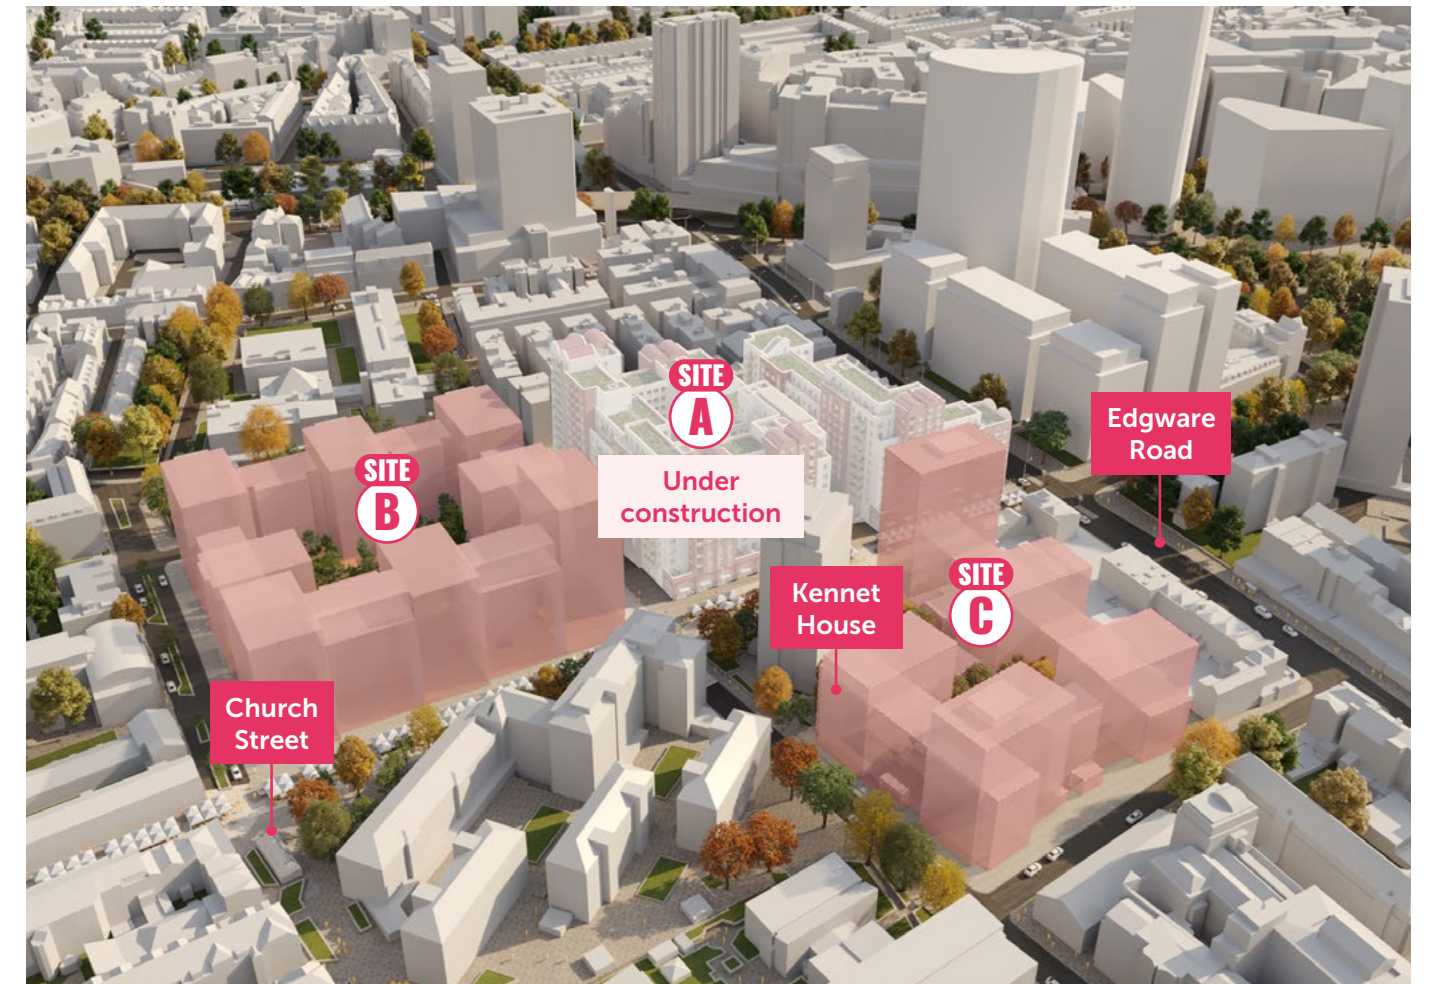 SITE
A
Under
construction
SITE
B
Edgware
Road
SITE
C
Kennet
House
Church
Street